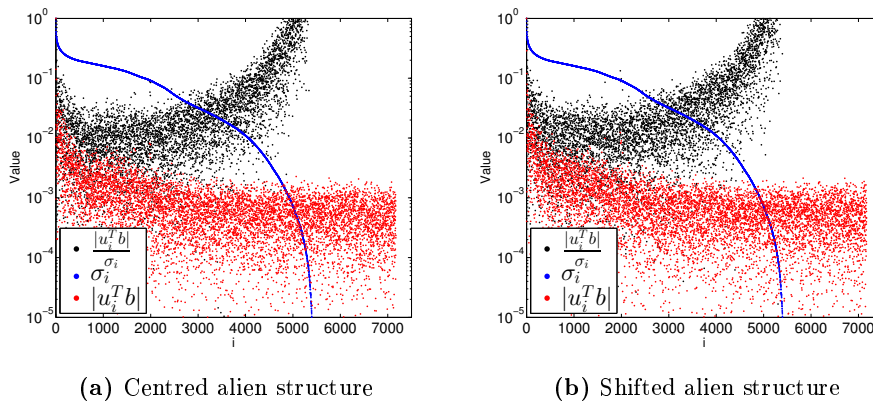 10^0
10^{-1}
10^{-2}
10^{-3}
10^{-4}
10^{-5}
Value
0 1000 2000 3000 4000 5000 6000 7000
i
|u_i^T b| / σ_i
σ_i
|u_i^T b|
(a) Centred alien structure
10^0
10^{-1}
10^{-2}
10^{-3}
10^{-4}
10^{-5}
Value
0 1000 2000 3000 4000 5000 6000 7000
i
|u_i^T b| / σ_i
σ_i
|u_i^T b|
(b) Shifted alien structure